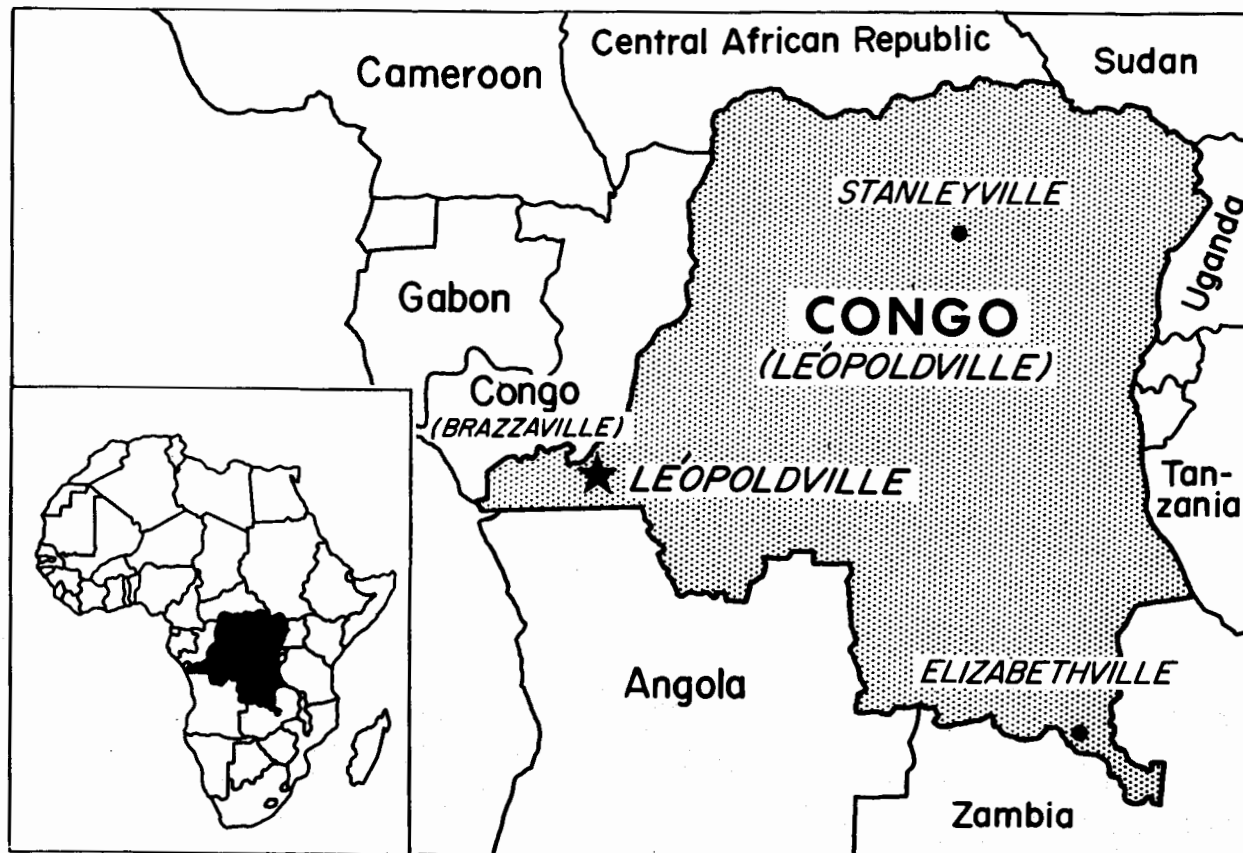 Central African Republic
Sudan
Cameroon
STANLEYVILLE
Uganda
Gabon
CONGO
(LÉOPOLDVILLE)
Congo
(BRAZZAVILLE)
LÉOPOLDVILLE
Tan-
zania
ELIZABETHVILLE
Angola
Zambia